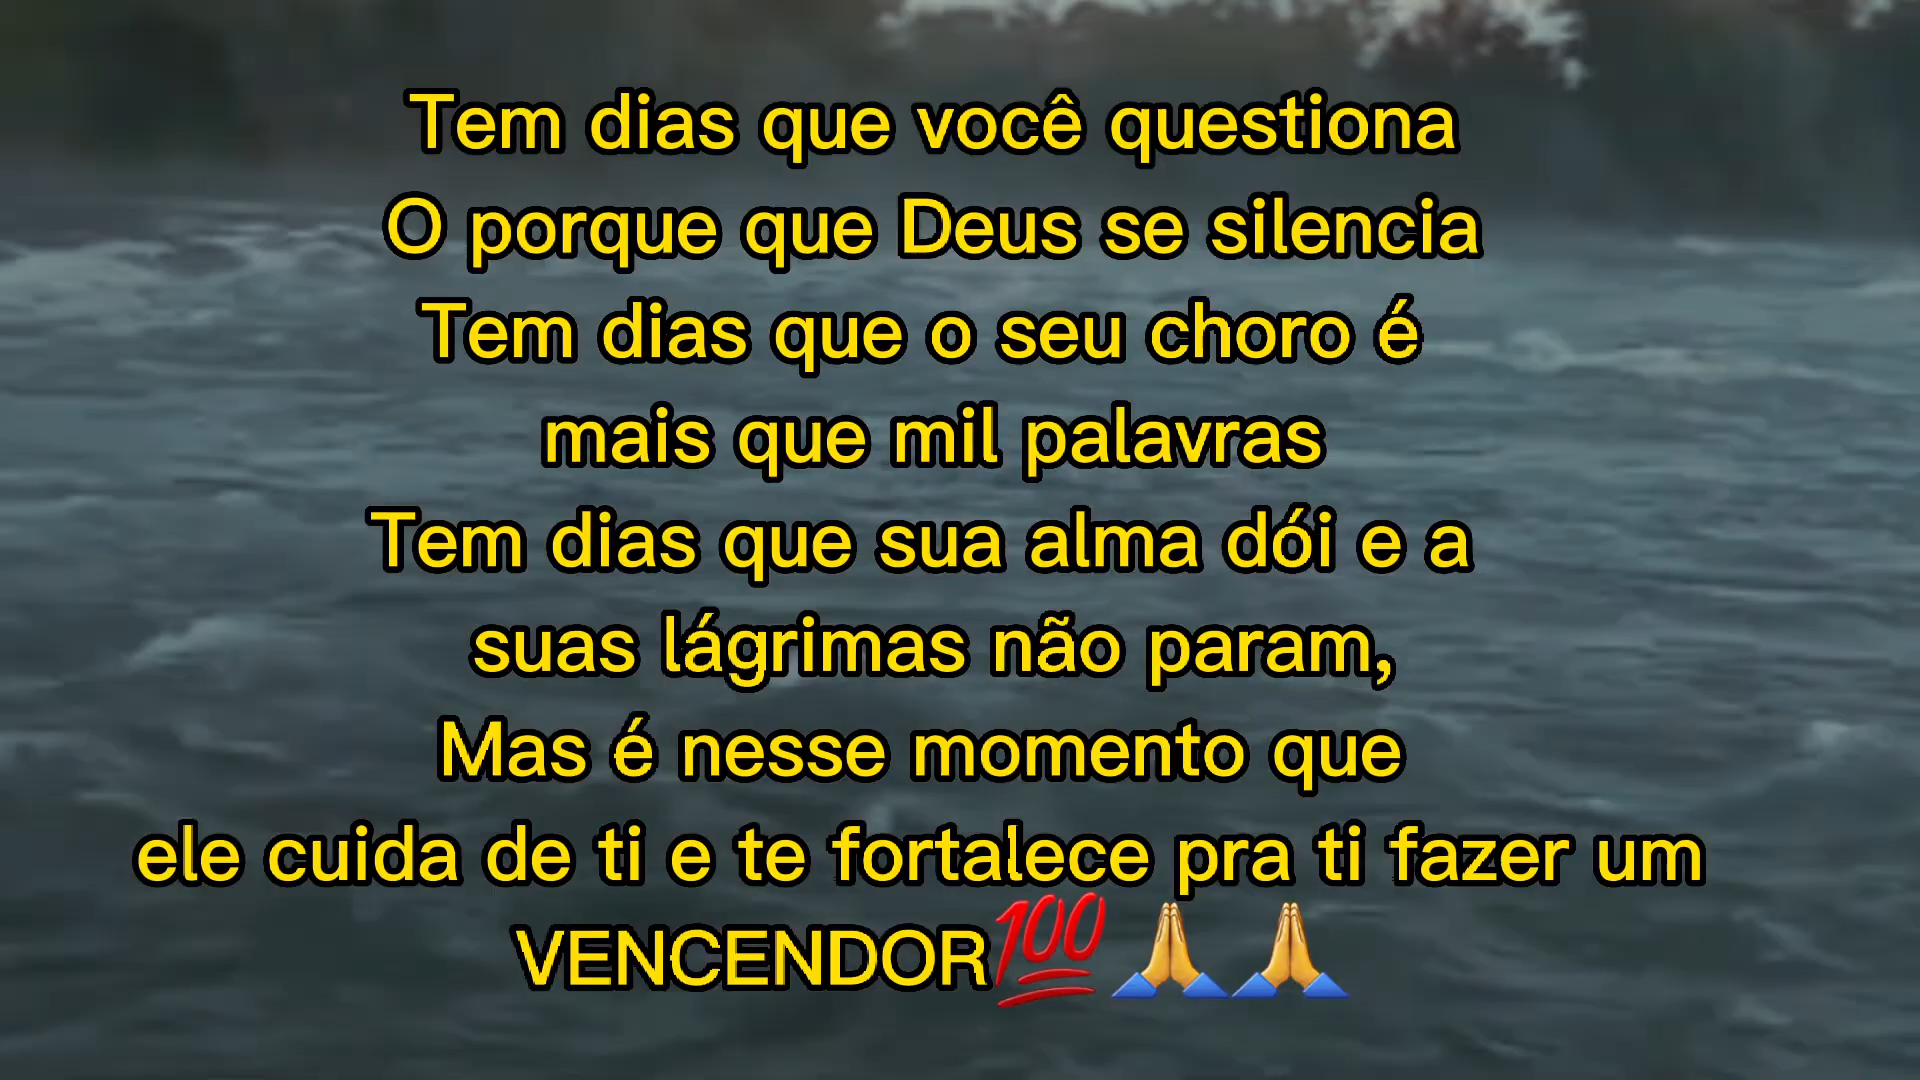 Tem dias que você questiona
O porque que Deus se silencia
Tem dias que o seu choro é
mais que mil palavras
Tem dias que sua alma dói e a
suas lágrimas não param,
Mas é nesse momento que
ele cuida de ti e te fortalece pra ti fazer um
VENCENDOR💯🙏🙏